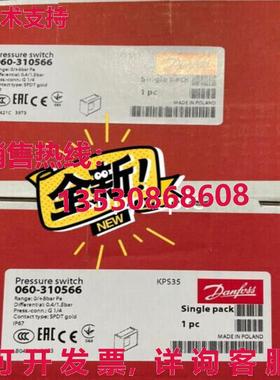 术支持
Pressure switch
060-310566
Range: 0/+8bar Pe
Differential: 0.4/1.5bar
Press.-conn.: G 1/4
Contact type: SPDT gold
Single pack
1 pc
MADE IN POLAND
销售热线:
全新!
13530868608
NEW
Pressure switch
060-310566
Range: 0/+8bar Pe
Differential: 0.4/1.5bar
Press.-conn.: G 1/4
Contact type: SPDT gold
IP67
KPS35
Danfoss
Single pack
1 pc
MADE IN POLAND
可开发票, 详询客服